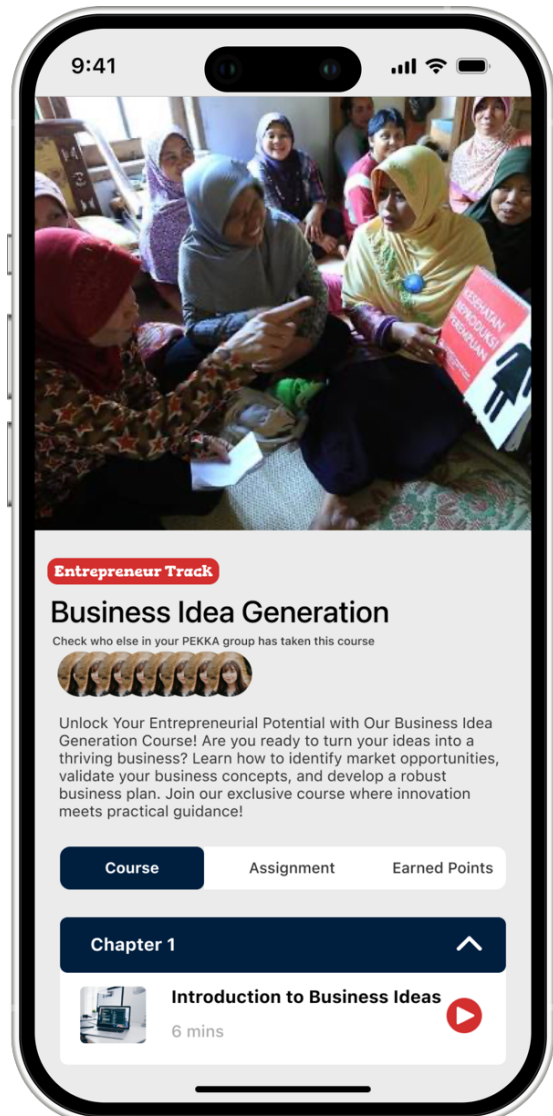 9:41
KESEHATAN
REPRODUKSI
PEREMPUAN
Entrepreneur Track
Business Idea Generation
Check who else in your PEKKA group has taken this course
Unlock Your Entrepreneurial Potential with Our Business Idea
Generation Course! Are you ready to turn your ideas into a
thriving business? Learn how to identify market opportunities,
validate your business concepts, and develop a robust
business plan. Join our exclusive course where innovation
meets practical guidance!
Course Assignment Earned Points
Chapter 1
Introduction to Business Ideas
6 mins